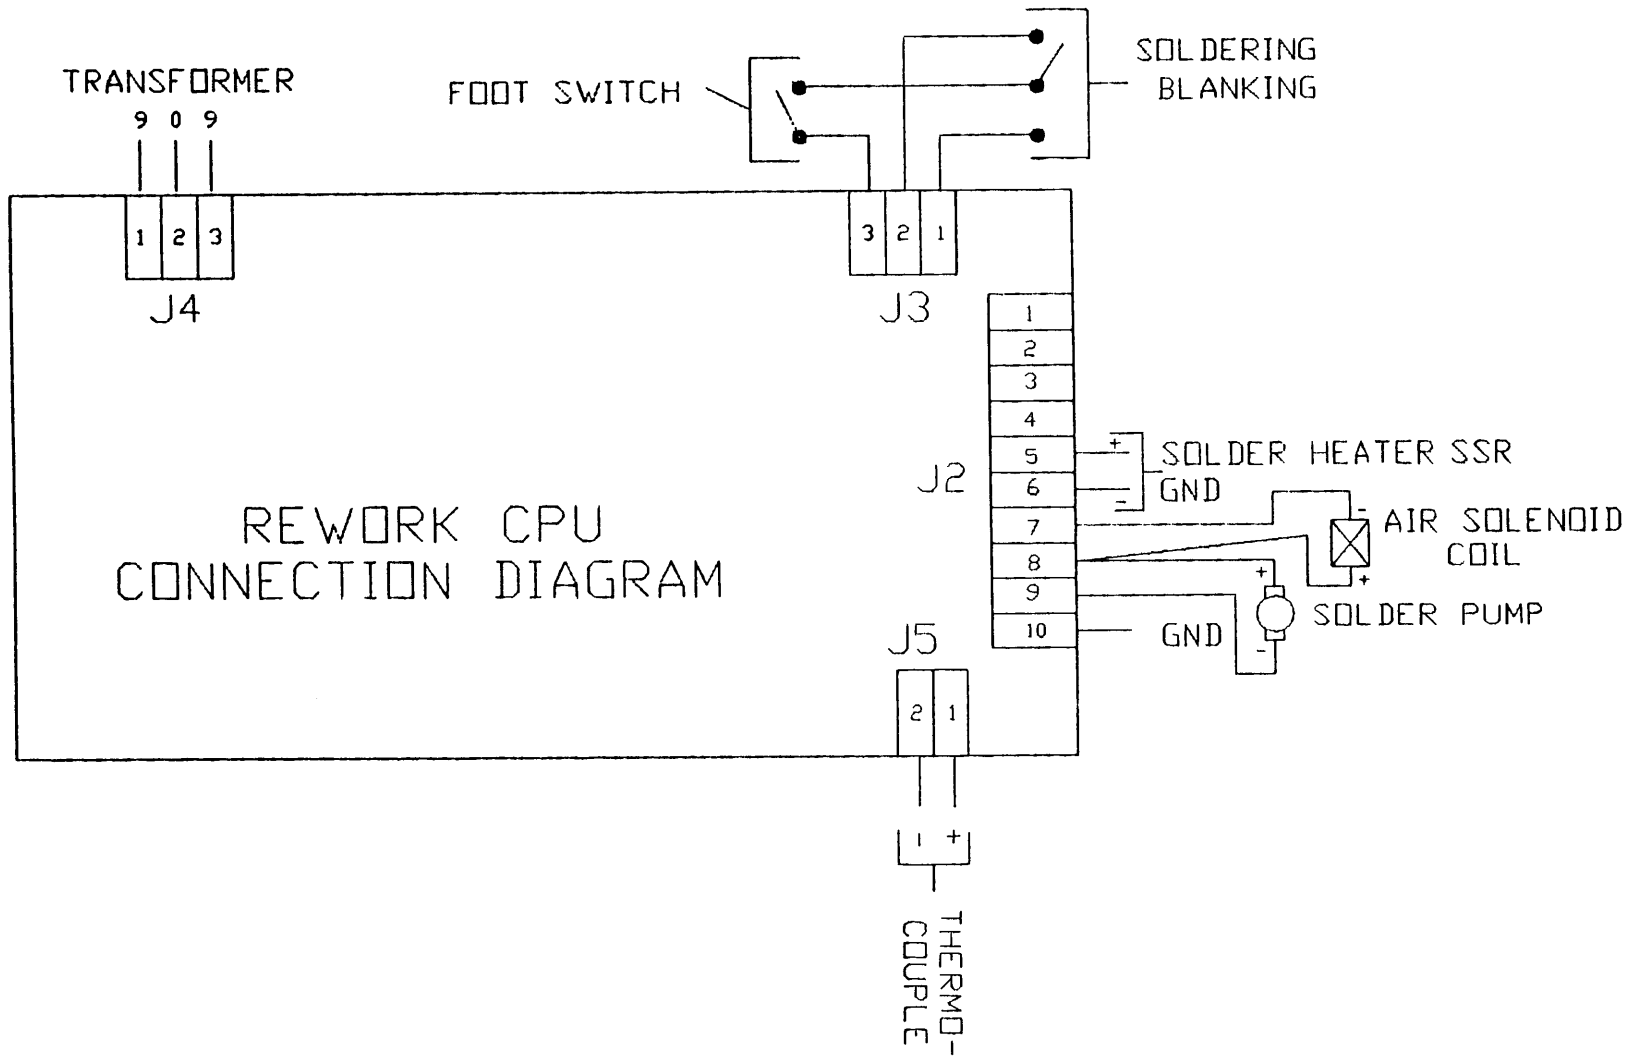 TRANSFORMER
9 0 9
FOOT SWITCH
SOLDERING
BLANKING
1 2 3
J4
3 2 1
J3
1
2
3
4
5
6
7
8
9
10
J2
+
SOLDER HEATER SSR
-
GND
-
AIR SOLENOID
COIL
+
+
SOLDER PUMP
-
GND
REWORK CPU
CONNECTION DIAGRAM
J5
2 1
- +
THERMO-
COUPLE